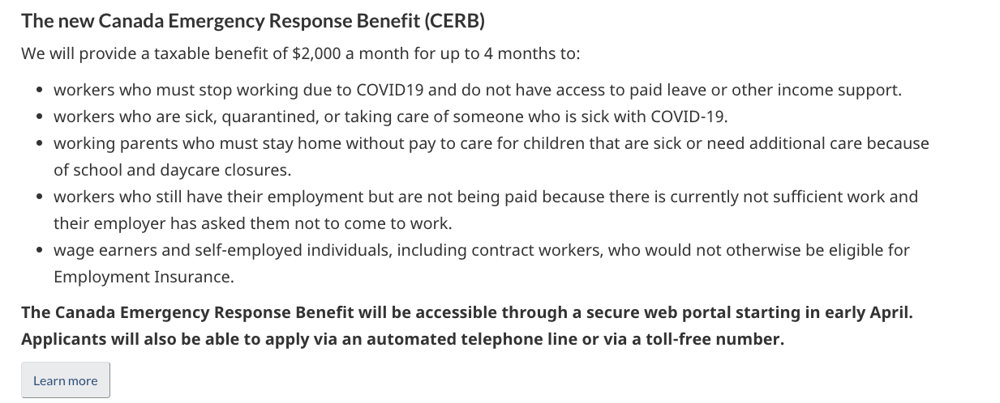 The new Canada Emergency Response Benefit (CERB)
We will provide a taxable benefit of $2,000 a month for up to 4 months to:
• workers who must stop working due to COVID19 and do not have access to paid leave or other income support.
• workers who are sick, quarantined, or taking care of someone who is sick with COVID-19.
• working parents who must stay home without pay to care for children that are sick or need additional care because
of school and daycare closures.
• workers who still have their employment but are not being paid because there is currently not sufficient work and
their employer has asked them not to come to work.
• wage earners and self-employed individuals, including contract workers, who would not otherwise be eligible for
Employment Insurance.
The Canada Emergency Response Benefit will be accessible through a secure web portal starting in early April.
Applicants will also be able to apply via an automated telephone line or via a toll-free number.
Learn more